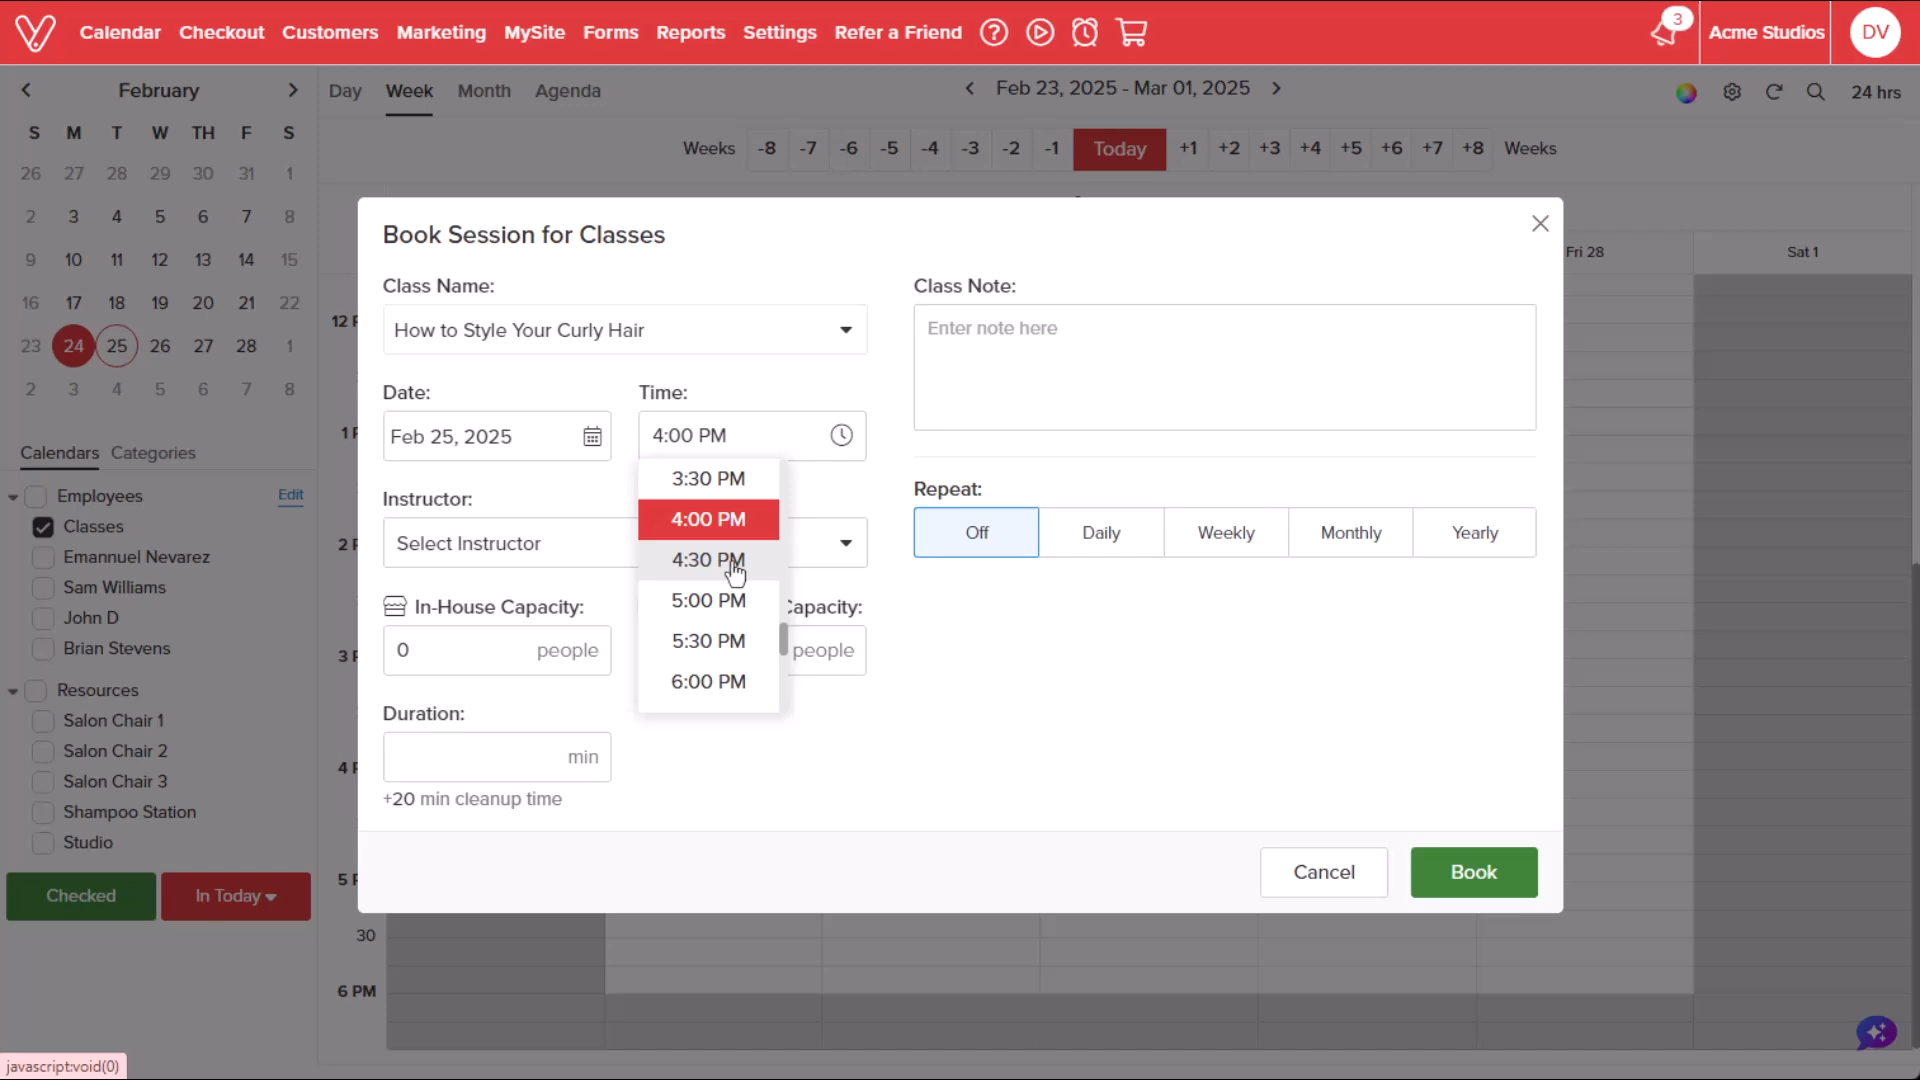 Calendar Checkout Customers Marketing MySite Forms Reports Settings Refer a Friend 3 Acme Studios DV
February
S M T W TH F S
26 27 28 29 30 31 1
2 3 4 5 6 7 8
9 10 11 12 13 14 15
16 17 18 19 20 21 22
23 24 25 26 27 28 1
2 3 4 5 6 7 8
Calendars Categories
Employees Edit
Classes
Emannuel Nevarez
Sam Williams
John D
Brian Stevens
Resources
Salon Chair 1
Salon Chair 2
Salon Chair 3
Shampoo Station
Studio
Checked In Today
Day Week Month Agenda
Feb 23, 2025 - Mar 01, 2025
24 hrs
Weeks -8 -7 -6 -5 -4 -3 -2 -1 Today +1 +2 +3 +4 +5 +6 +7 +8 Weeks
Fri 28 Sat 1
12 P
1 P
2 P
3 P
4 P
5 P
30
6 PM
Book Session for Classes
Class Name:
How to Style Your Curly Hair
Date: Time:
Feb 25, 2025 4:00 PM
3:30 PM
4:00 PM
4:30 PM
5:00 PM
5:30 PM
6:00 PM
Instructor:
Select Instructor
In-House Capacity: Capacity:
0 people people
Duration:
min
+20 min cleanup time
Class Note:
Enter note here
Repeat:
Off Daily Weekly Monthly Yearly
Cancel Book
javascript:void(0)